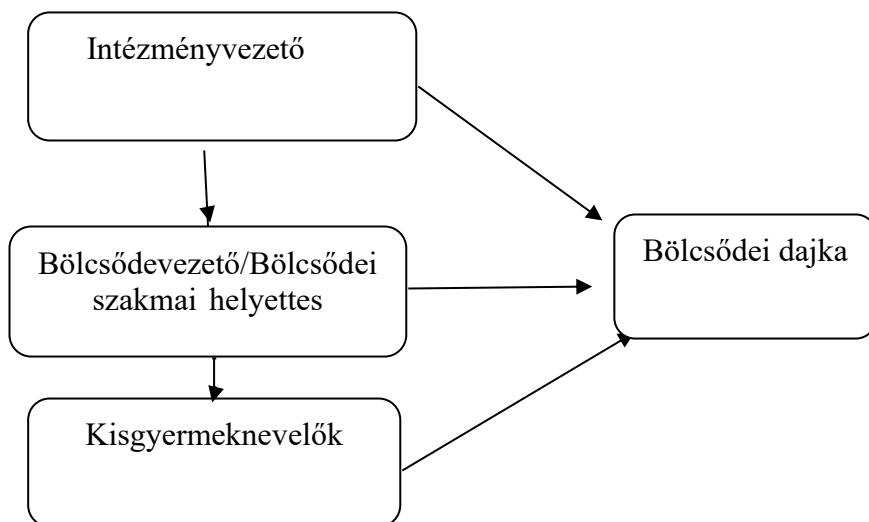 Intézményvezető
Bölcsődevezető/Bölcsődei
szakmai helyettes
Bölcsődei dajka
Kisgyermeknevelők